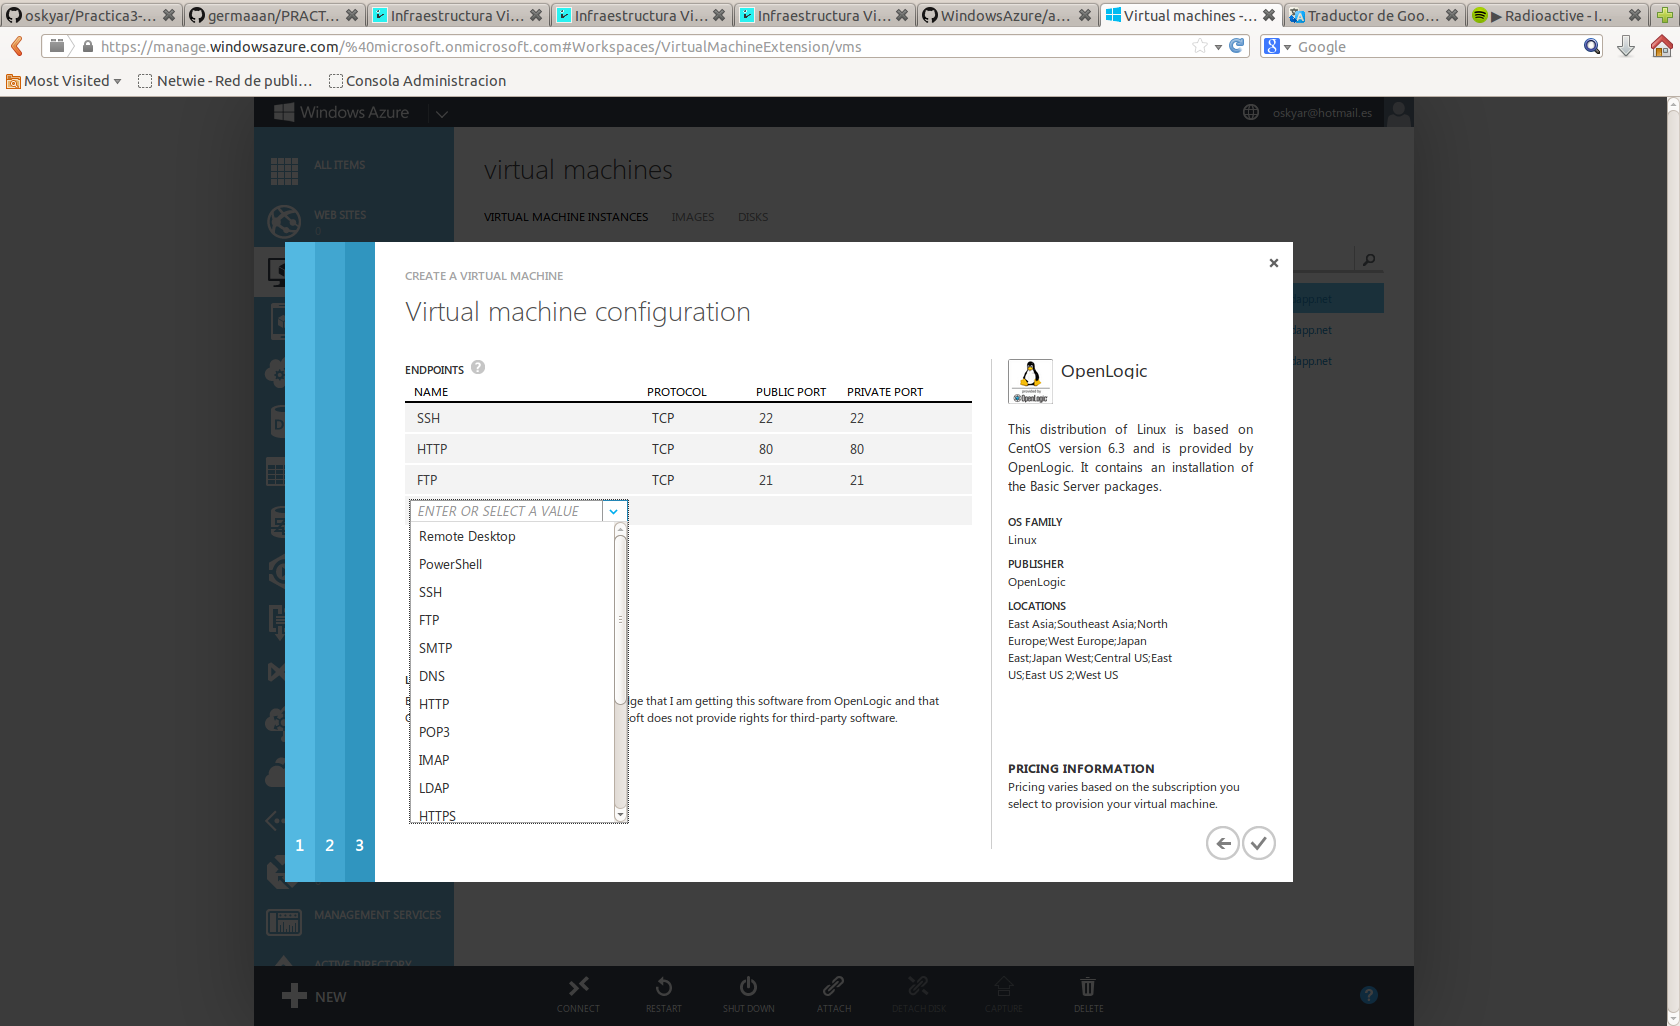 oskyar/Practica3-...
germaaan/PRACT...
Infraestructura Vi...
Infraestructura Vi...
Infraestructura Vi...
WindowsAzure/a...
Virtual machines -...
Traductor de Goo...
▶ Radioactive - I...
https://manage.windowsazure.com/%40microsoft.onmicrosoft.com#Workspaces/VirtualMachineExtension/vms
Google
Most Visited
Netwie - Red de publi...
Consola Administracion
Windows Azure
oskyar@hotmail.es
ALL ITEMS
WEB SITES
0
virtual machines
VIRTUAL MACHINE INSTANCES
IMAGES
DISKS
dapp.net
dapp.net
dapp.net
CREATE A VIRTUAL MACHINE
Virtual machine configuration
ENDPOINTS ?
NAME PROTOCOL PUBLIC PORT PRIVATE PORT
SSH TCP 22 22
HTTP TCP 80 80
FTP TCP 21 21
ENTER OR SELECT A VALUE
Remote Desktop
PowerShell
SSH
FTP
SMTP
DNS
HTTP
POP3
IMAP
LDAP
HTTPS
ge that I am getting this software from OpenLogic and that
oft does not provide rights for third-party software.
OpenLogic
This distribution of Linux is based on
CentOS version 6.3 and is provided by
OpenLogic. It contains an installation of
the Basic Server packages.
OS FAMILY
Linux
PUBLISHER
OpenLogic
LOCATIONS
East Asia;Southeast Asia;North
Europe;West Europe;Japan
East;Japan West;Central US;East
US;East US 2;West US
PRICING INFORMATION
Pricing varies based on the subscription you
select to provision your virtual machine.
1 2 3
MANAGEMENT SERVICES
ACTIVE DIRECTORY
NEW
CONNECT
RESTART
SHUT DOWN
ATTACH
DETACH DISK
CAPTURE
DELETE
?